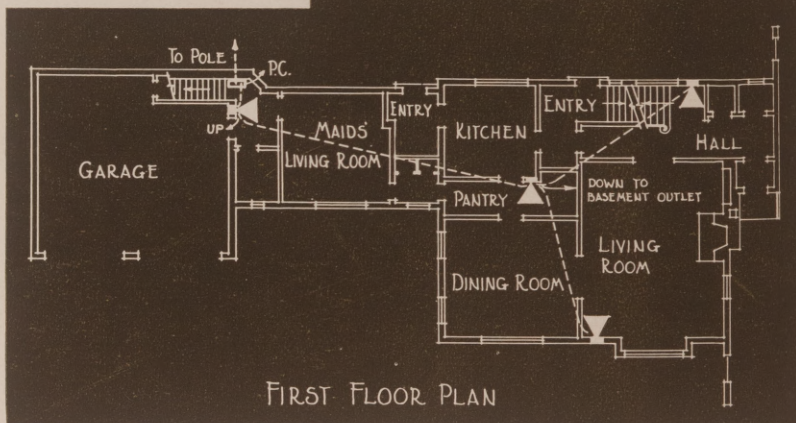 TO POLE
P.C.
ENTRY
MAIDS'
LIVING ROOM
UP
GARAGE
KITCHEN
ENTRY
HALL
PANTRY
DOWN TO
BASEMENT OUTLET
LIVING
ROOM
DINING ROOM
FIRST FLOOR PLAN